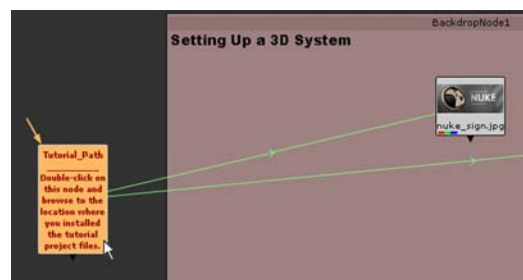 BackdropNode1
Setting Up a 3D System
NUKE
nuke_sign.jpg
Tutorial_Path
Double-click on
this node and
browse to the
location where
you installed
the tutorial
project files.